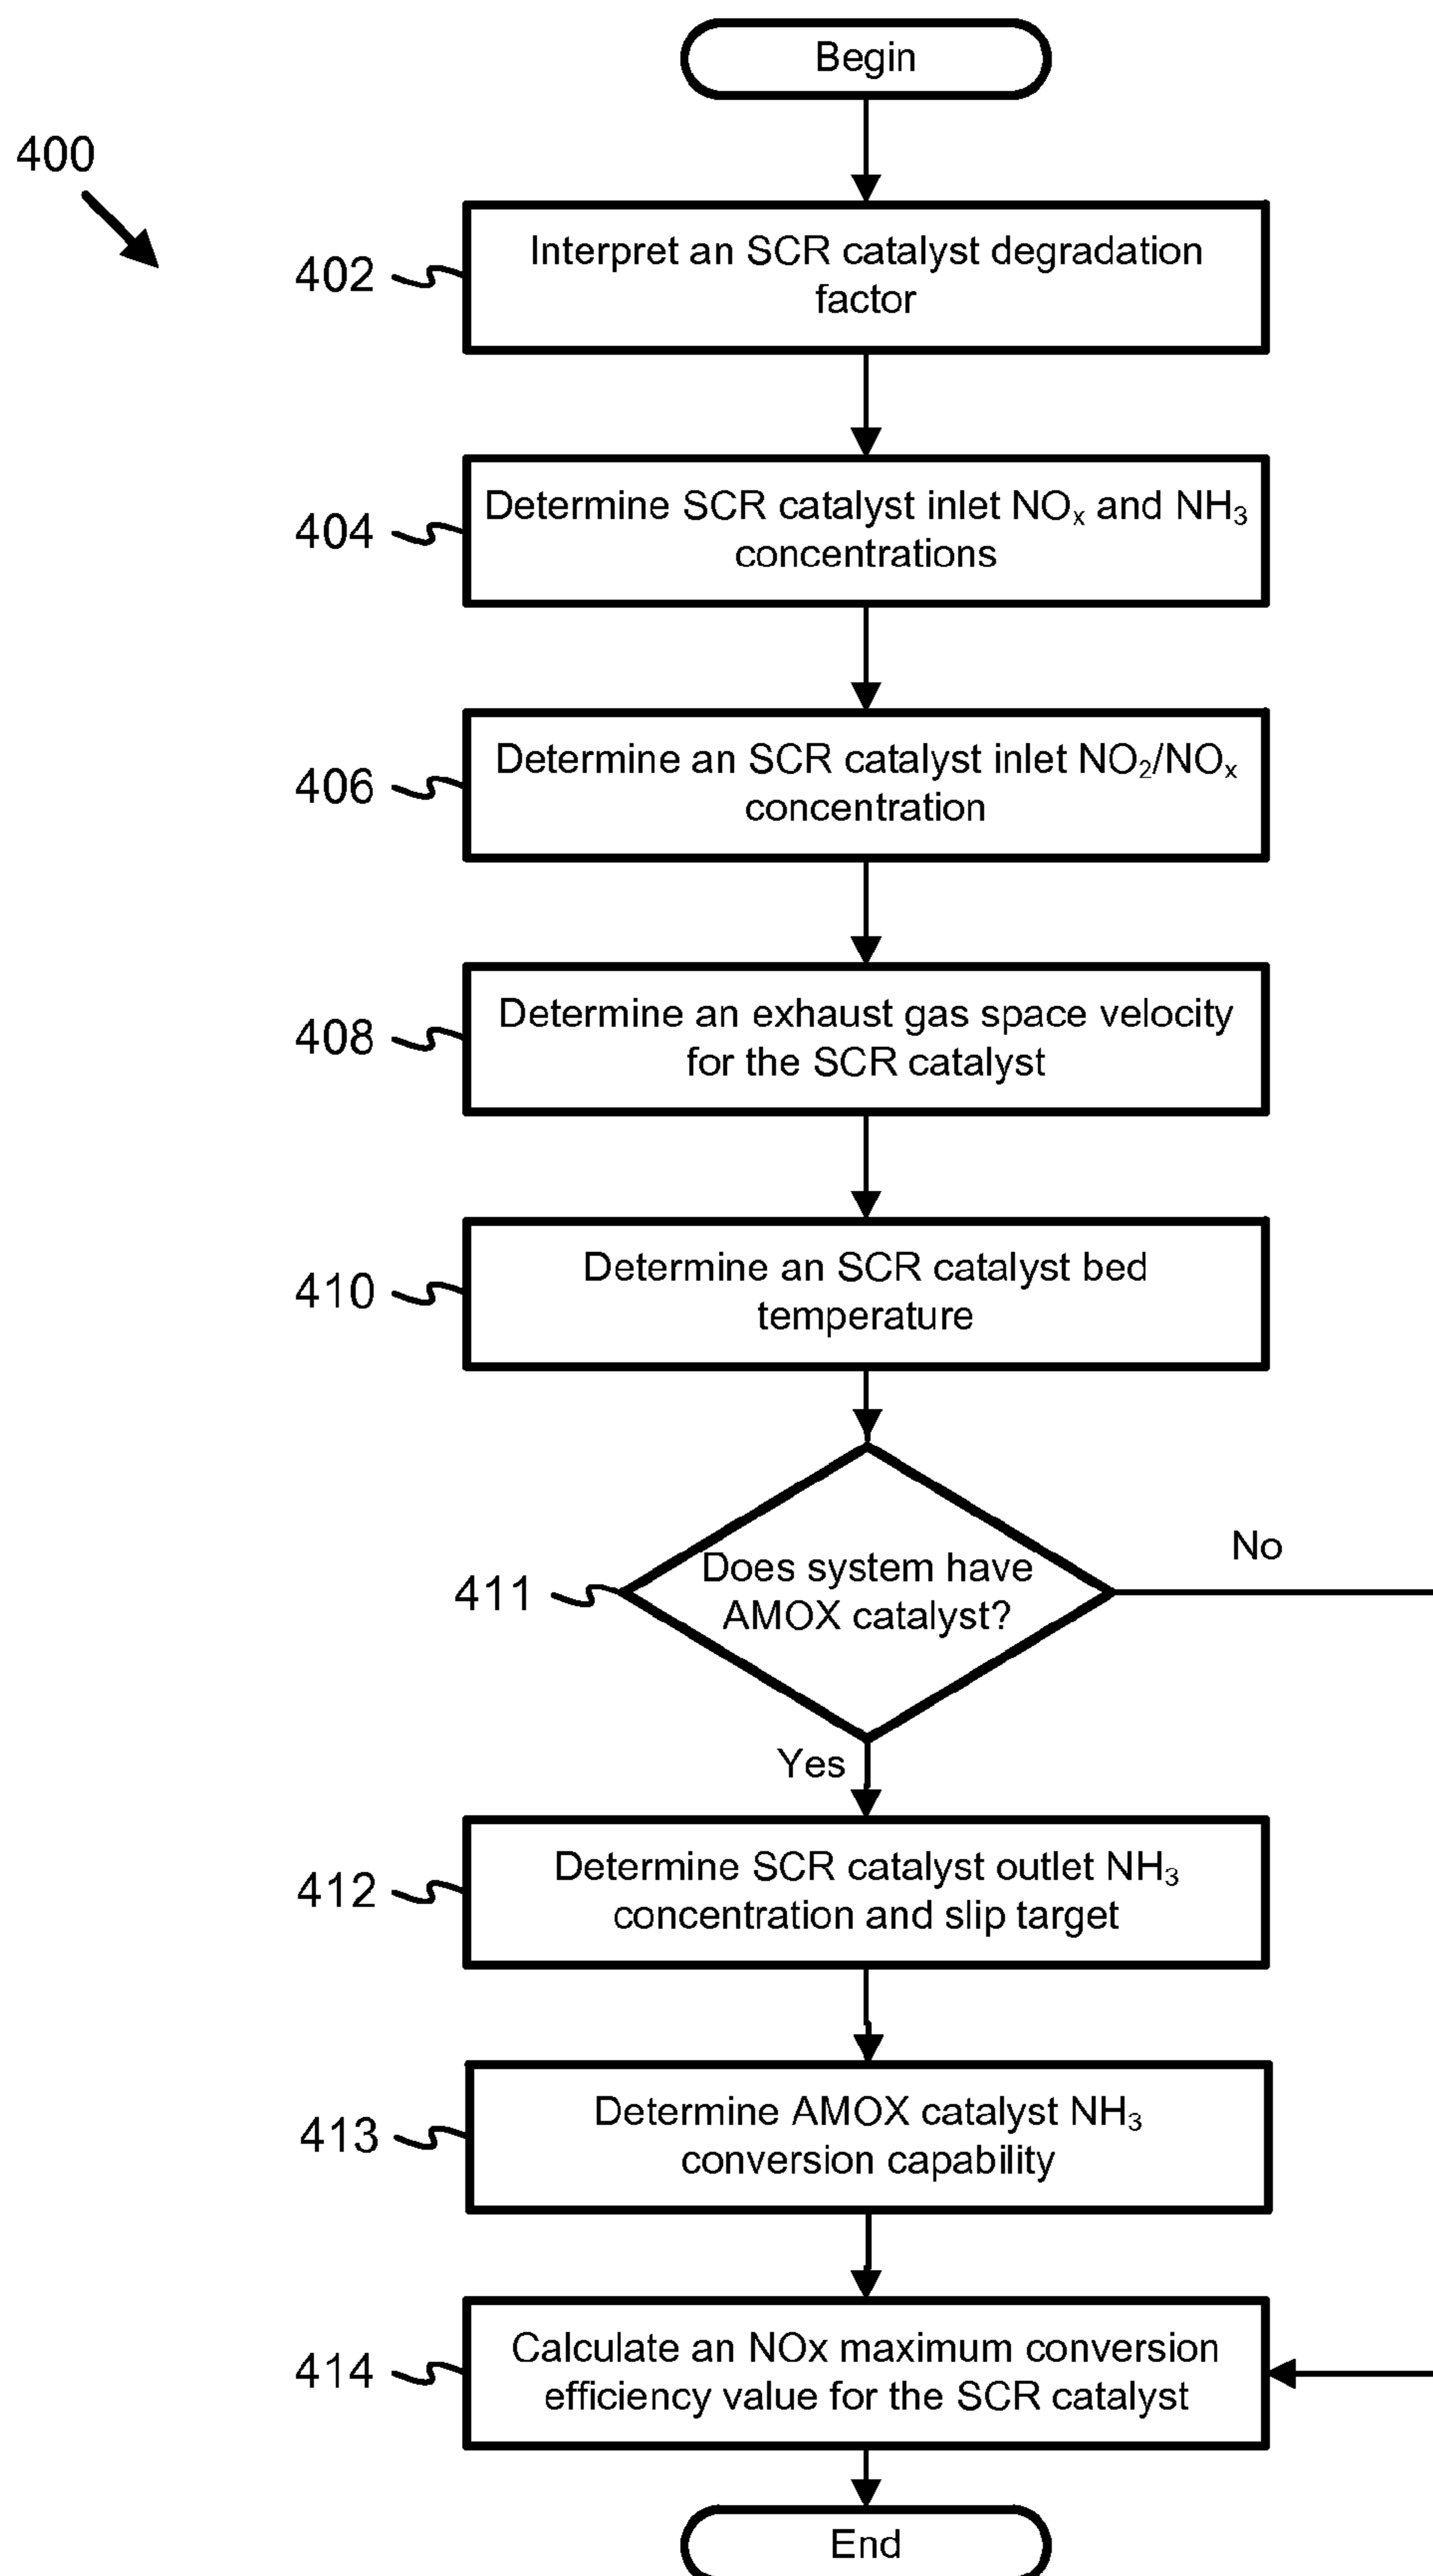 Begin
400
402
Interpret an SCR catalyst degradation
factor
404
Determine SCR catalyst inlet NOₓ and NH₃
concentrations
406
Determine an SCR catalyst inlet NO₂/NOₓ
concentration
408
Determine an exhaust gas space velocity
for the SCR catalyst
410
Determine an SCR catalyst bed
temperature
411
Does system have
AMOX catalyst?
No
Yes
412
Determine SCR catalyst outlet NH₃
concentration and slip target
413
Determine AMOX catalyst NH₃
conversion capability
414
Calculate an NOx maximum conversion
efficiency value for the SCR catalyst
End